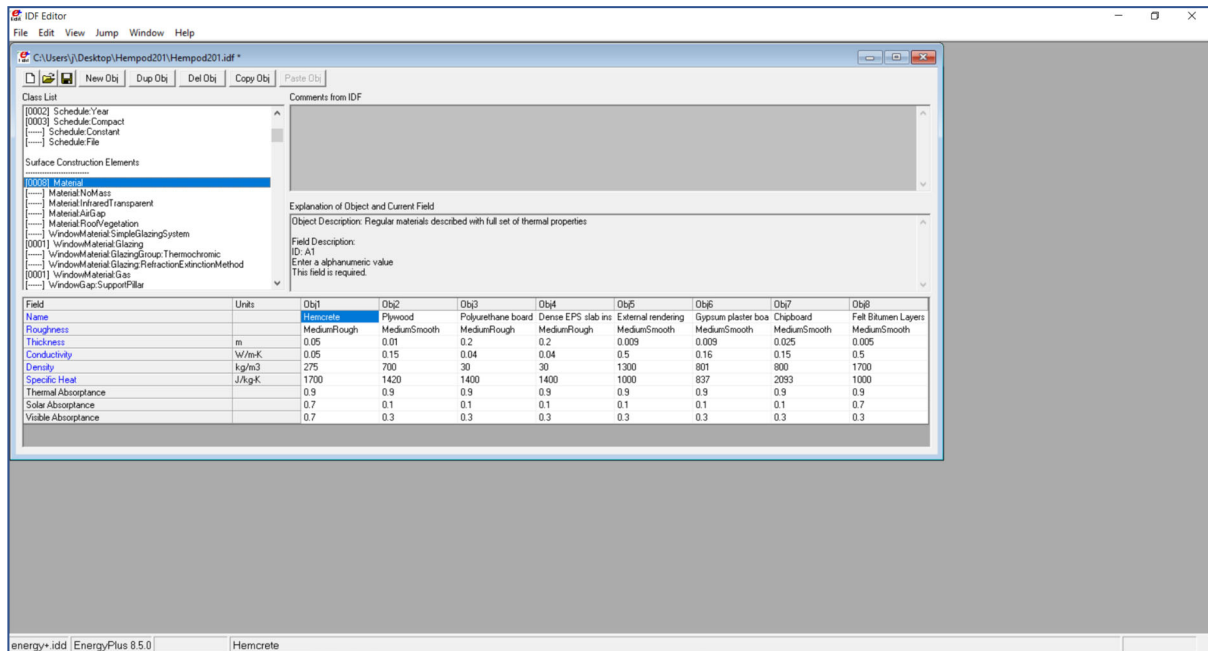 IDF Editor
File Edit View Jump Window Help
C:\Users\j\Desktop\Hempod201\Hempod201.idf *
New Obj Dup Obj Del Obj Copy Obj Paste Obj
Class List
Comments from IDF
[0002] Schedule:Year
[0003] Schedule:Compact
[------] Schedule:Constant
[------] Schedule:File
Surface Construction Elements
--------------------------
[0008] Material
[------] Material:NoMass
[------] Material:InfraredTransparent
[------] Material:AirGap
[------] Material:RoofVegetation
[------] WindowMaterial:SimpleGlazingSystem
[0001] WindowMaterial:Glazing
[------] WindowMaterial:GlazingGroup:Thermochromic
[------] WindowMaterial:Glazing:RefractionExtinctionMethod
[0001] WindowMaterial:Gas
[------] WindowGap:SupportPillar
Explanation of Object and Current Field
Object Description: Regular materials described with full set of thermal properties
Field Description:
ID: A1
Enter a alphanumeric value
This field is required.
Field Units Obj1 Obj2 Obj3 Obj4 Obj5 Obj6 Obj7 Obj8
Name Hemcrete Plywood Polyurethane board Dense EPS slab ins External rendering Gypsum plaster boa Chipboard Felt Bitumen Layers
Roughness MediumRough MediumSmooth MediumRough MediumRough MediumSmooth MediumSmooth MediumSmooth MediumSmooth
Thickness m 0.05 0.01 0.2 0.2 0.009 0.009 0.025 0.005
Conductivity W/m-K 0.05 0.15 0.04 0.04 0.5 0.16 0.15 0.5
Density kg/m3 275 700 30 30 1300 801 800 1700
Specific Heat J/kg-K 1700 1420 1400 1400 1000 837 2093 1000
Thermal Absorptance 0.9 0.9 0.9 0.9 0.9 0.9 0.9 0.9
Solar Absorptance 0.7 0.1 0.1 0.1 0.1 0.1 0.1 0.7
Visible Absorptance 0.7 0.3 0.3 0.3 0.3 0.3 0.3 0.3
energy+.idd EnergyPlus 8.5.0 Hemcrete